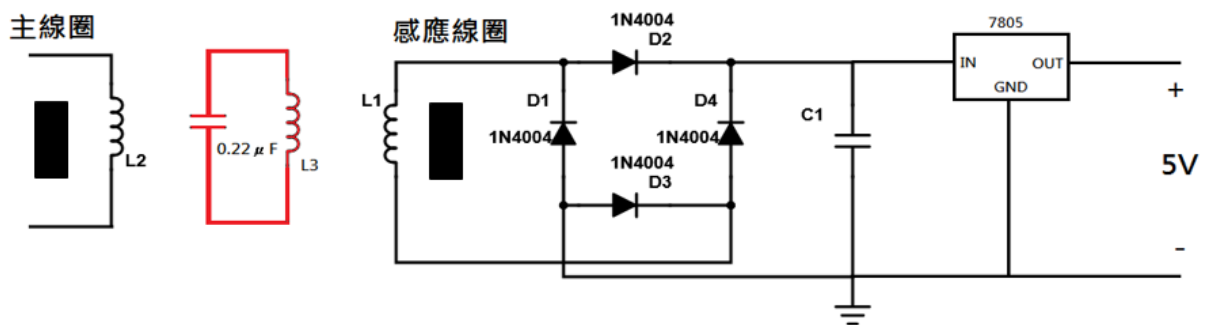 主線圈
L2
0.22 μ F
L3
感應線圈
L1
1N4004
D2
D1
1N4004
D4
1N4004
1N4004
D3
C1
7805
IN
OUT
GND
+
5V
-